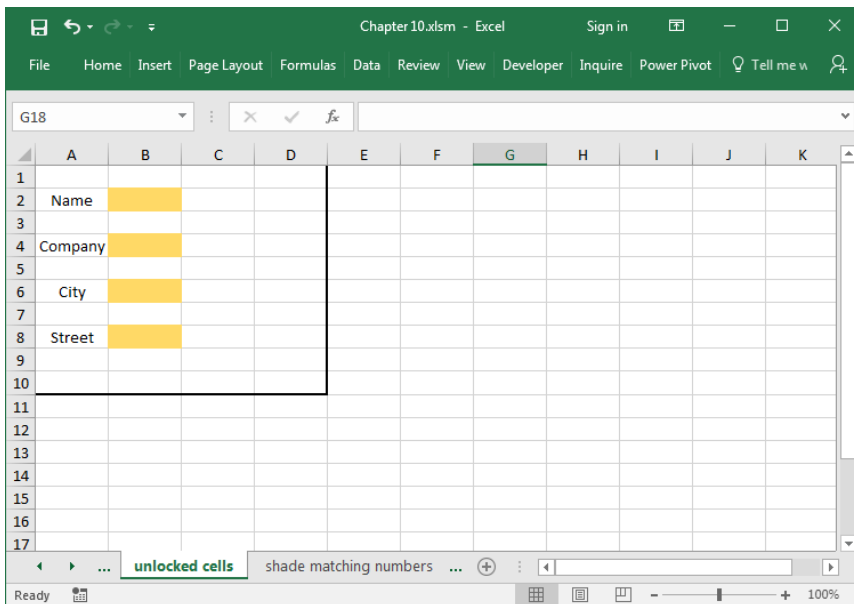 Chapter 10.xlsm - Excel Sign in
File Home Insert Page Layout Formulas Data Review View Developer Inquire Power Pivot Tell me w
G18 fx
A B C D E F G H I J K
1
2 Name
3
4 Company
5
6 City
7
8 Street
9
10
11
12
13
14
15
16
17
... unlocked cells shade matching numbers ...
Ready 100%